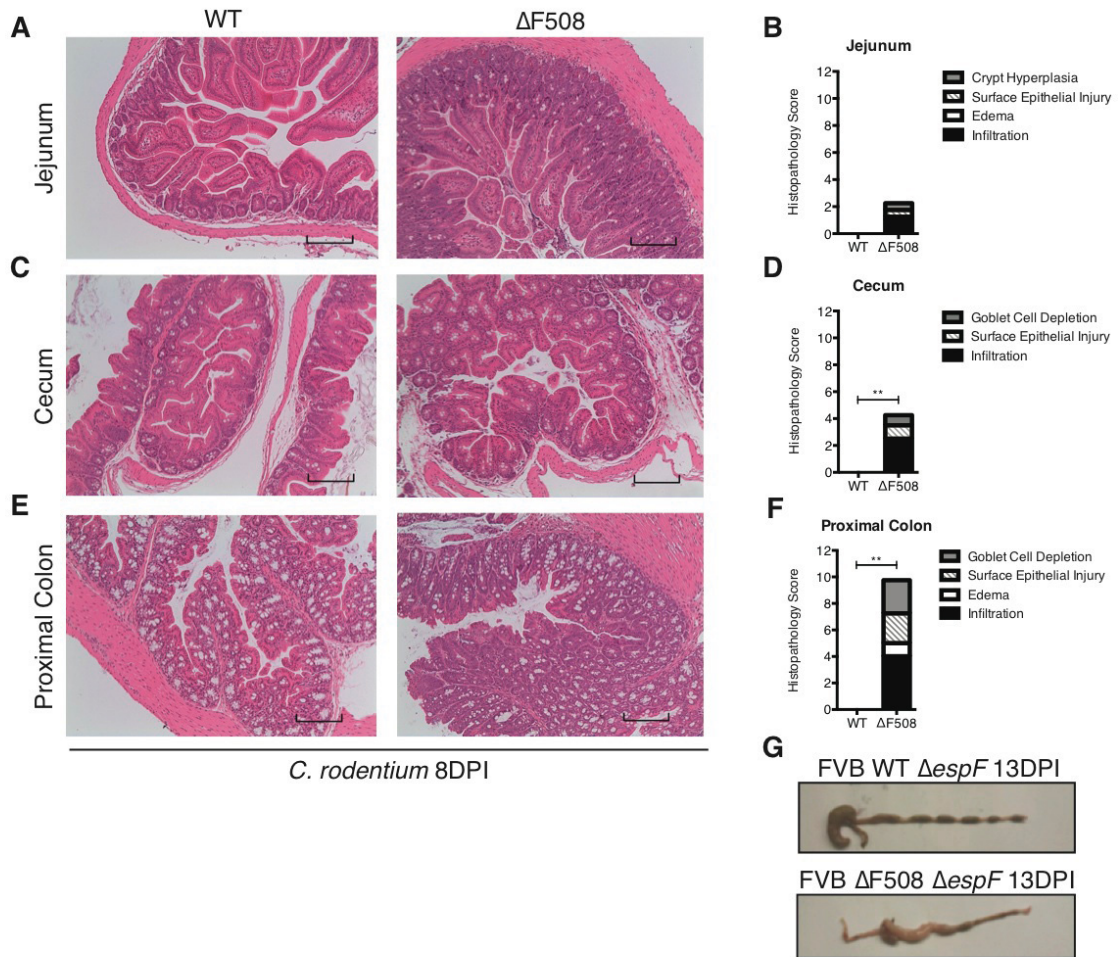 WT
ΔF508
A
Jejunum
B
Jejunum
Histopathology Score
12
10
8
6
4
2
0
WT
ΔF508
Crypt Hyperplasia
Surface Epithelial Injury
Edema
Infiltration
C
Cecum
D
Cecum
Histopathology Score
12
10
8
6
4
2
0
**
WT
ΔF508
Goblet Cell Depletion
Surface Epithelial Injury
Infiltration
E
Proximal Colon
F
Proximal Colon
Histopathology Score
12
10
8
6
4
2
0
**
WT
ΔF508
Goblet Cell Depletion
Surface Epithelial Injury
Edema
Infiltration
C. rodentium 8DPI
G
FVB WT ΔespF 13DPI
FVB ΔF508 ΔespF 13DPI